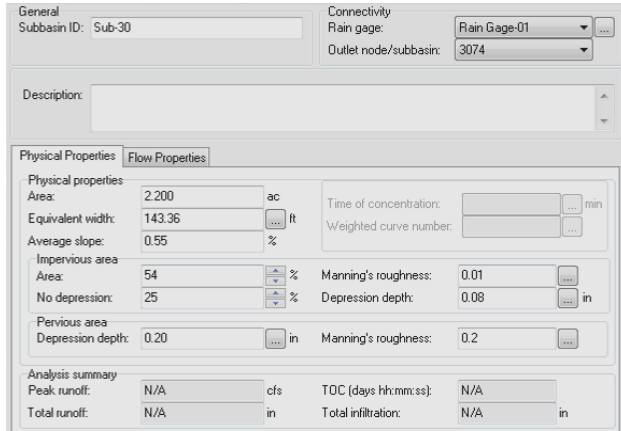 General Connectivity
Subbasin ID: Sub-30 Rain gage: Rain Gage-01 ...
Outlet node/subbasin: 3074
Description:
Physical Properties Flow Properties
Physical properties
Area: 2.200 ac Time of concentration: ... min
Equivalent width: 143.36 ... ft Weighted curve number: ...
Average slope: 0.55 %
Impervious area
Area: 54 % Manning's roughness: 0.01 ...
No depression: 25 % Depression depth: 0.08 ... in
Pervious area
Depression depth: 0.20 ... in Manning's roughness: 0.2 ...
Analysis summary
Peak runoff: N/A cfs TOC (days hh:mm:ss): N/A
Total runoff: N/A in Total infiltration: N/A in